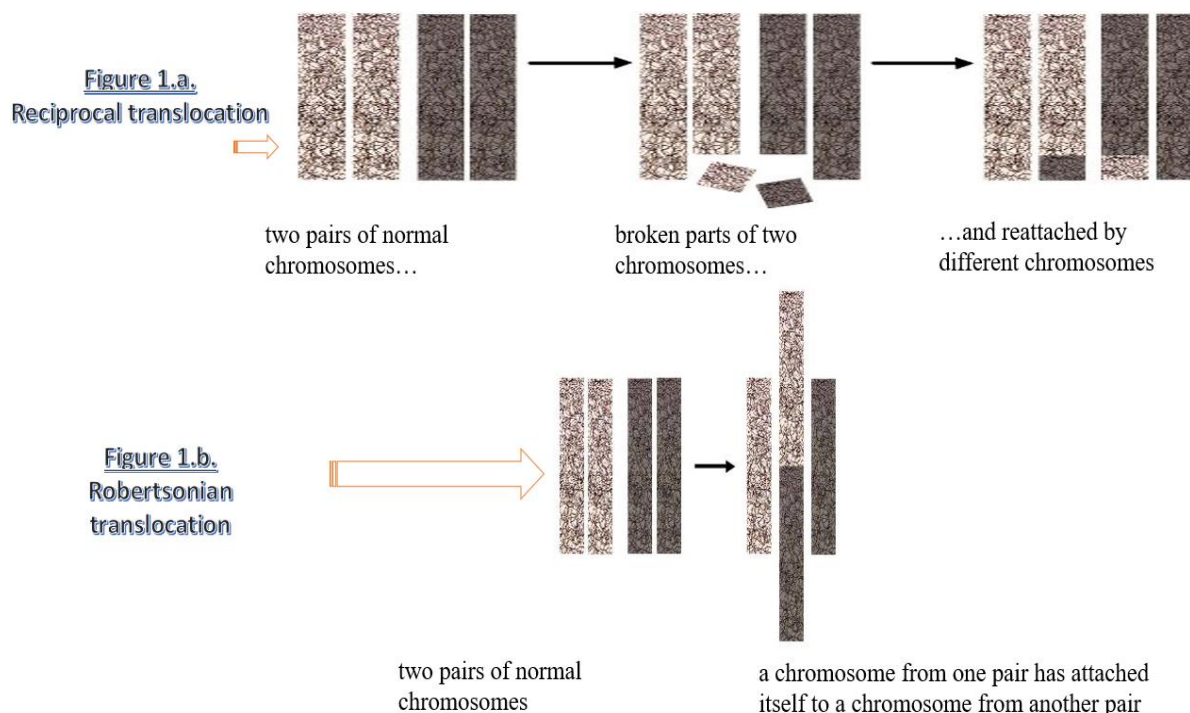 Figure 1.a.
Reciprocal translocation
two pairs of normal
chromosomes…
broken parts of two
chromosomes…
…and reattached by
different chromosomes
Figure 1.b.
Robertsonian
translocation
two pairs of normal
chromosomes
a chromosome from one pair has attached
itself to a chromosome from another pair